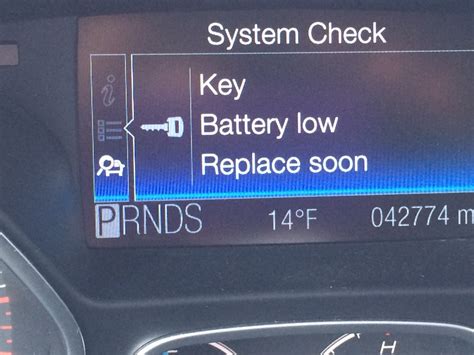 System Check
Key
Battery low
Replace soon
PRNDS 14°F 042774 m
H